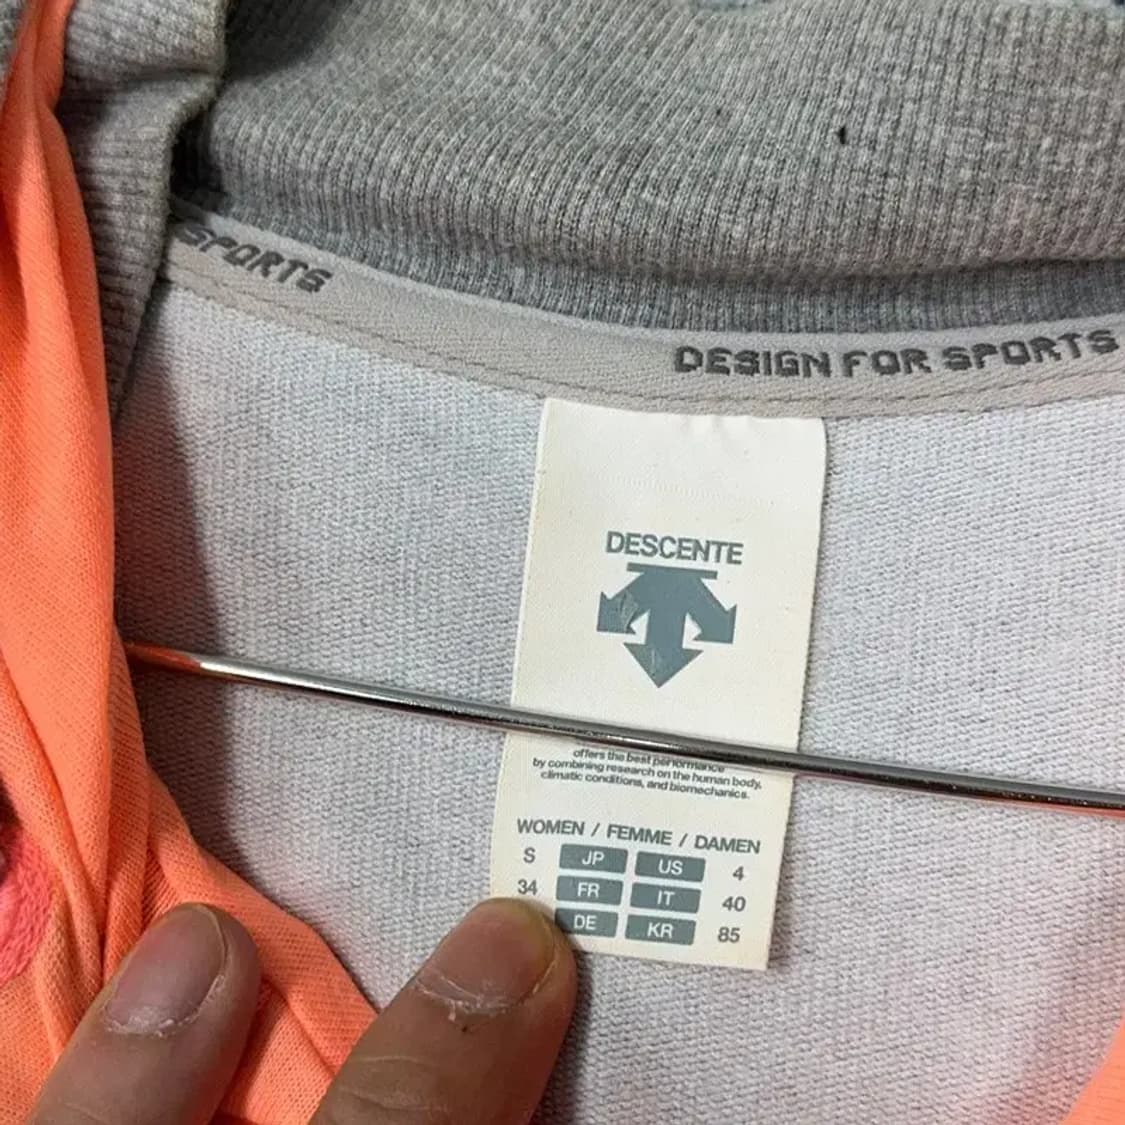 SPORTS
DESIGN FOR SPORTS
DESCENTE
offers the best performance
by combining research on the human body,
climatic conditions, and biomechanics.
WOMEN / FEMME / DAMEN
S JP US 4
34 FR IT 40
DE KR 85